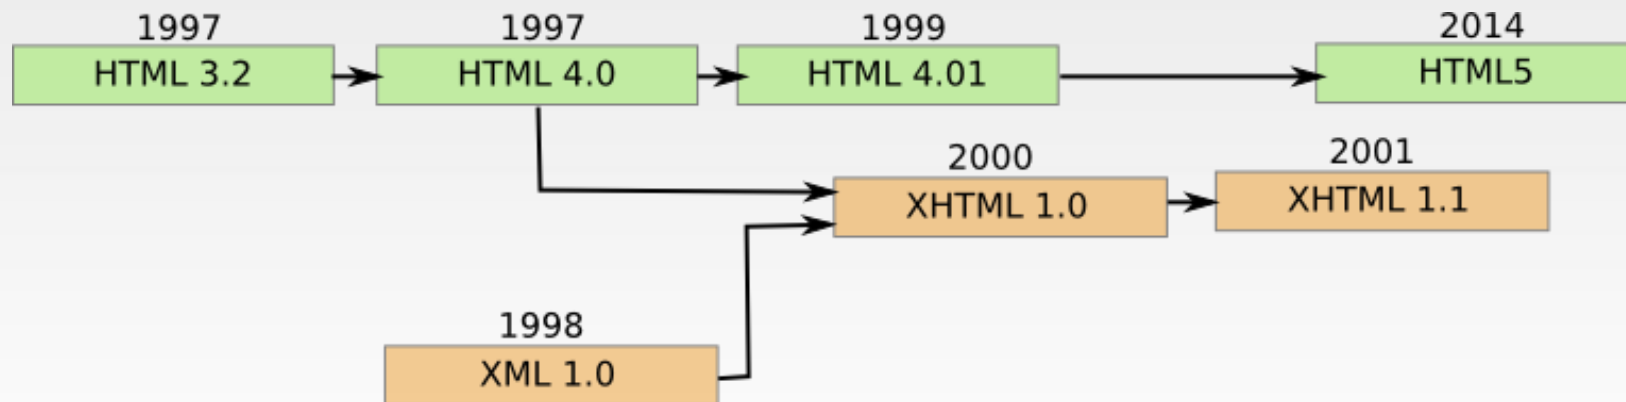 1997
HTML 3.2
1997
HTML 4.0
1999
HTML 4.01
2014
HTML5
2000
XHTML 1.0
2001
XHTML 1.1
1998
XML 1.0